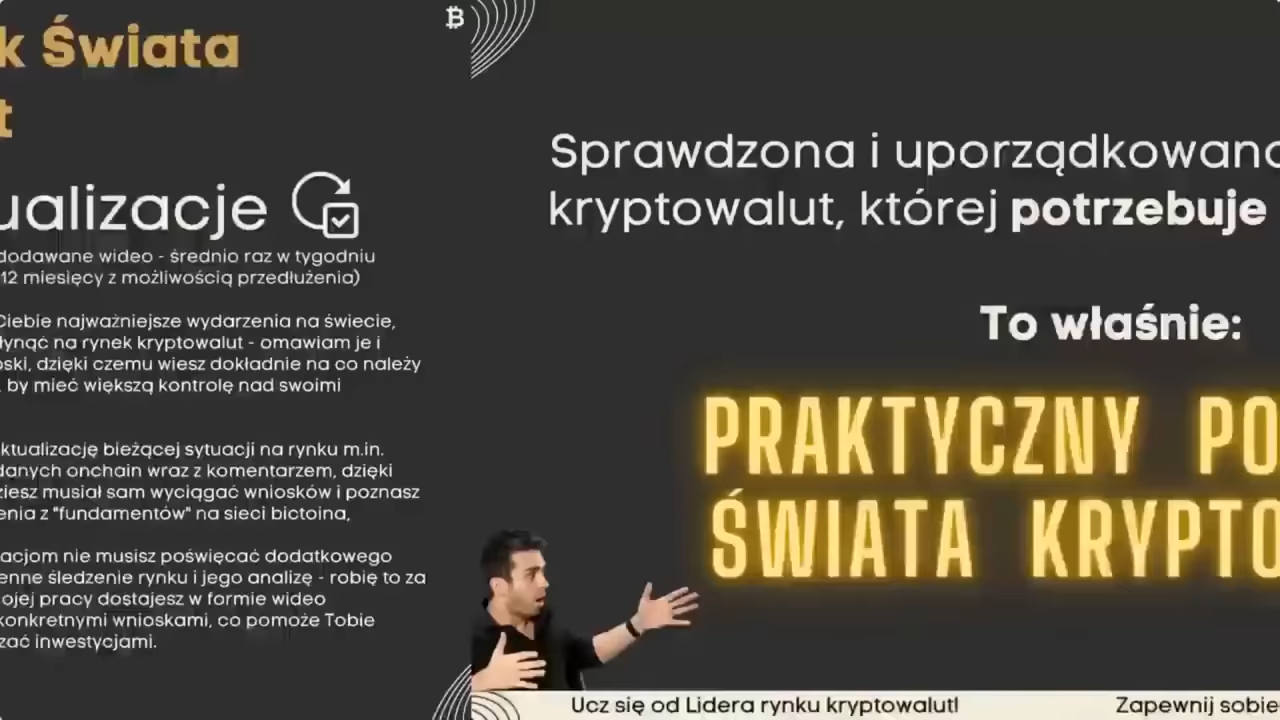 k Świata
t
ualizacje
dodawane wideo - średnio raz w tygodniu
12 miesięcy z możliwością przedłużenia)
Ciebie najważniejsze wydarzenia na świecie,
łynąć na rynek kryptowalut - omawiam je i
oski, dzięki czemu wiesz dokładnie na co należy
, by mieć większą kontrolę nad swoimi
ktualizację bieżącej sytuacji na rynku m.in.
danych onchain wraz z komentarzem, dzięki
ziesz musiał sam wyciągać wniosków i poznasz
enia z "fundamentów" na sieci bictoina,
acjom nie musisz poświęcać dodatkowego
enne śledzenie rynku i jego analizę - robię to za
ojej pracy dostajesz w formie wideo
konkretnymi wnioskami, co pomoże Tobie
zać inwestycjami.
Sprawdzona i uporządkowana
kryptowalut, której potrzebuje
To właśnie:
PRAKTYCZNY PO
ŚWIATA KRYPTO
Ucz się od Lidera rynku kryptowalut!
Zapewnij sobie